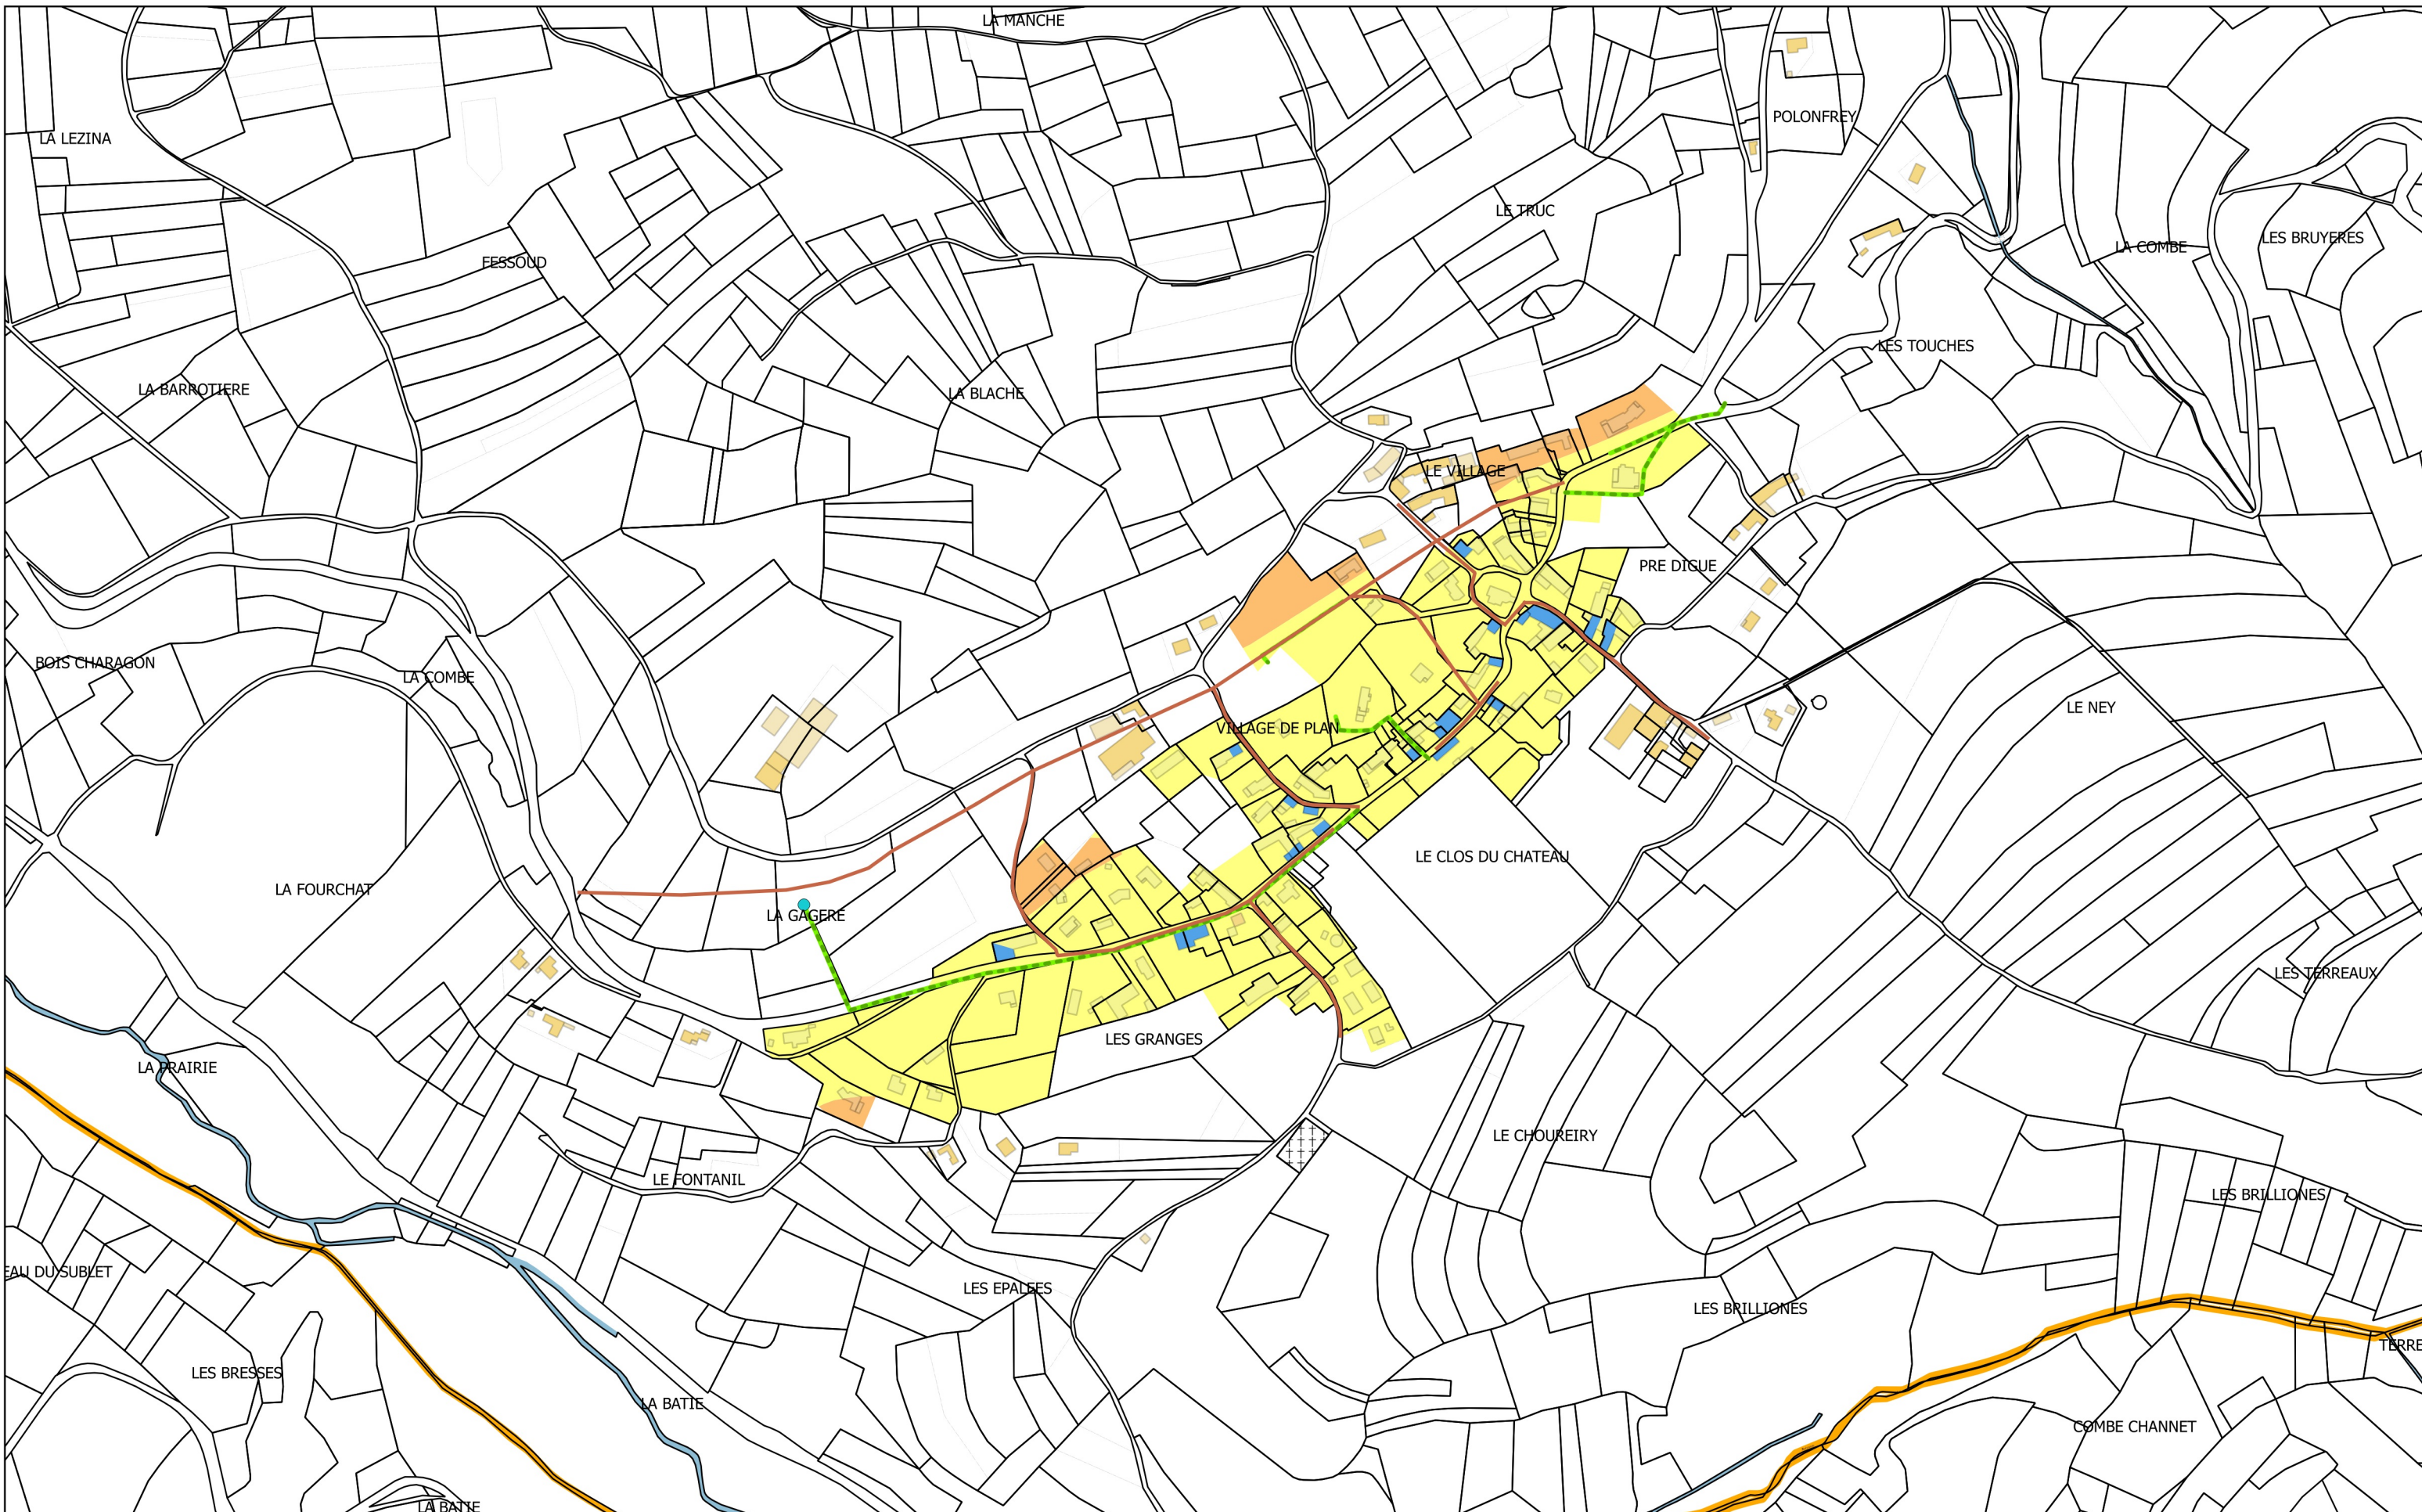 LA MANCHE
POLONFREY
LA LEZINA
LE TRUC
LES BRUYERES
LA COMBE
FESSOUD
LES TOUCHES
LA BARROTIERE
LA BLACHE
LE VILLAGE
PRE DIGUE
BOIS CHARAGON
LA COMBE
LE NEY
VILLAGE DE PLAN
LE CLOS DU CHATEAU
LA FOURCHAT
LA GAGERE
LES TERREAUX
LES GRANGES
LA PRAIRIE
LE CHOUREIRY
LE FONTANIL
LES BRILLIONES
EAU DU SUBLET
LES EPALEES
LES BRILLIONES
TERRE
LES BRESSES
LA BATIE
COMBE CHANNET
LA BATIE